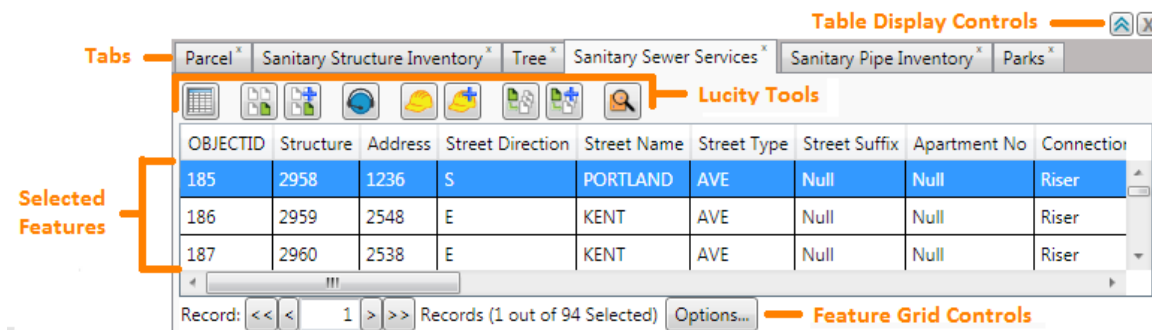 Table Display Controls
X
Tabs
Parcel x Sanitary Structure Inventory x Tree x Sanitary Sewer Services x Sanitary Pipe Inventory x Parks x
Lucity Tools
OBJECTID Structure Address Street Direction Street Name Street Type Street Suffix Apartment No Connection
Selected Features
185 2958 1236 S PORTLAND AVE Null Null Riser
186 2959 2548 E KENT AVE Null Null Riser
187 2960 2538 E KENT AVE Null Null Riser
Record: << < 1 > >> Records (1 out of 94 Selected) Options...
Feature Grid Controls